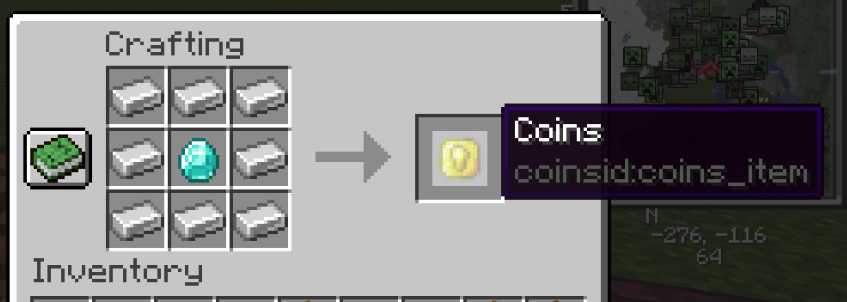 Crafting
Coins
coinsid:coins_item
N
-276, -116
64
Inventory